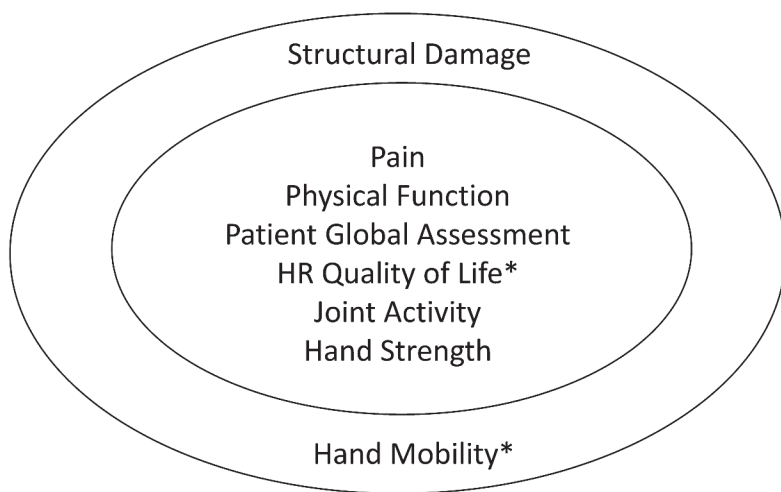 Structural Damage
Pain
Physical Function
Patient Global Assessment
HR Quality of Life*
Joint Activity
Hand Strength
Hand Mobility*